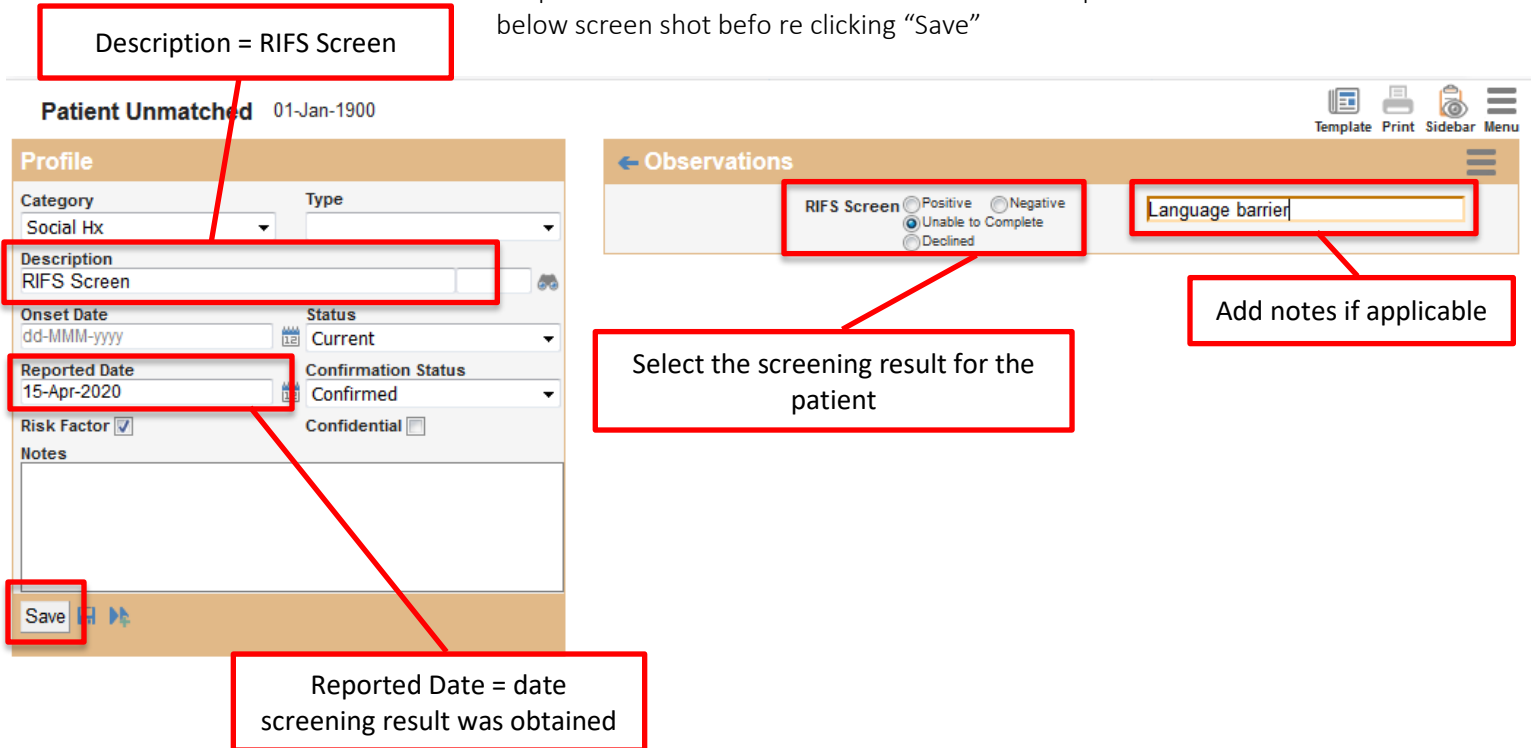 below screen shot befo re clicking “Save”
Description = RIFS Screen
Patient Unmatched 01-Jan-1900
Template Print Sidebar Menu
Profile
Category Type
Social Hx
Description
RIFS Screen
Onset Date Status
dd-MMM-yyyy 12 Current
Reported Date Confirmation Status
15-Apr-2020 12 Confirmed
Risk Factor Confidential
Notes
Save
Observations
RIFS Screen Positive Negative
Unable to Complete
Declined
Language barrier
Add notes if applicable
Select the screening result for the
patient
Reported Date = date
screening result was obtained